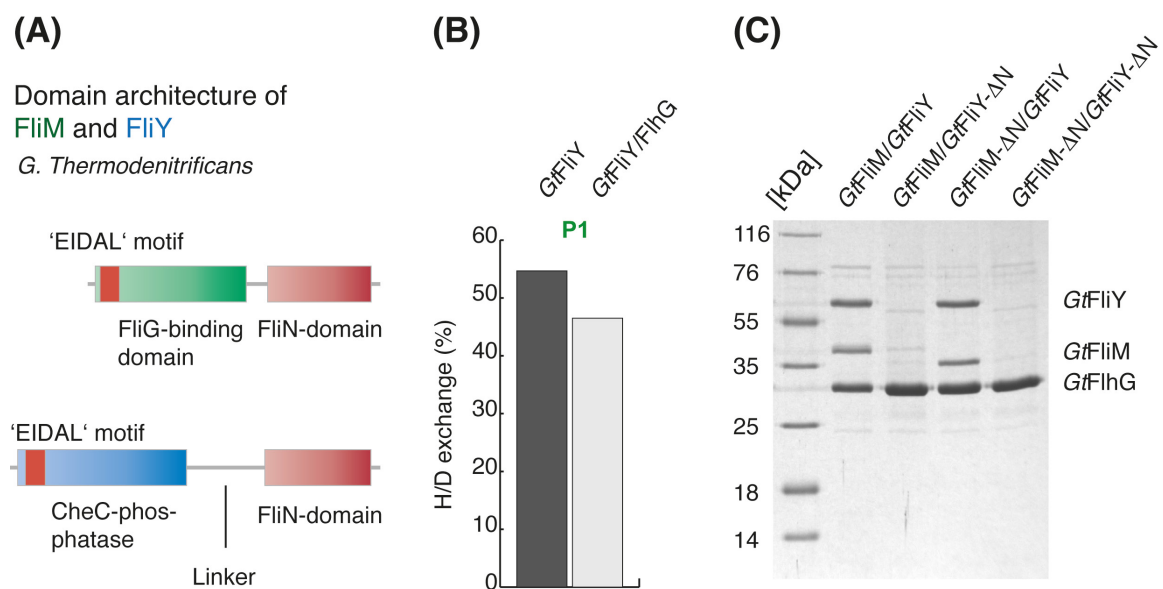 (A)
Domain architecture of
FliM and FliY
G. Thermodenitrificans
‘EIDAL‘ motif
FliG-binding
domain
FliN-domain
‘EIDAL‘ motif
CheC-phos-
phatase
FliN-domain
Linker
(B)
GtFliY
GtFliY/FlhG
P1
H/D exchange (%)
60
50
40
30
20
10
0
(C)
[kDa]
GtFliM/GtFliY
GtFliM/GtFliY-ΔN
GtFliM-ΔN/GtFliY
GtFliM-ΔN/GtFliY-ΔN
116
76
55
35
25
18
14
GtFliY
GtFliM
GtFlhG